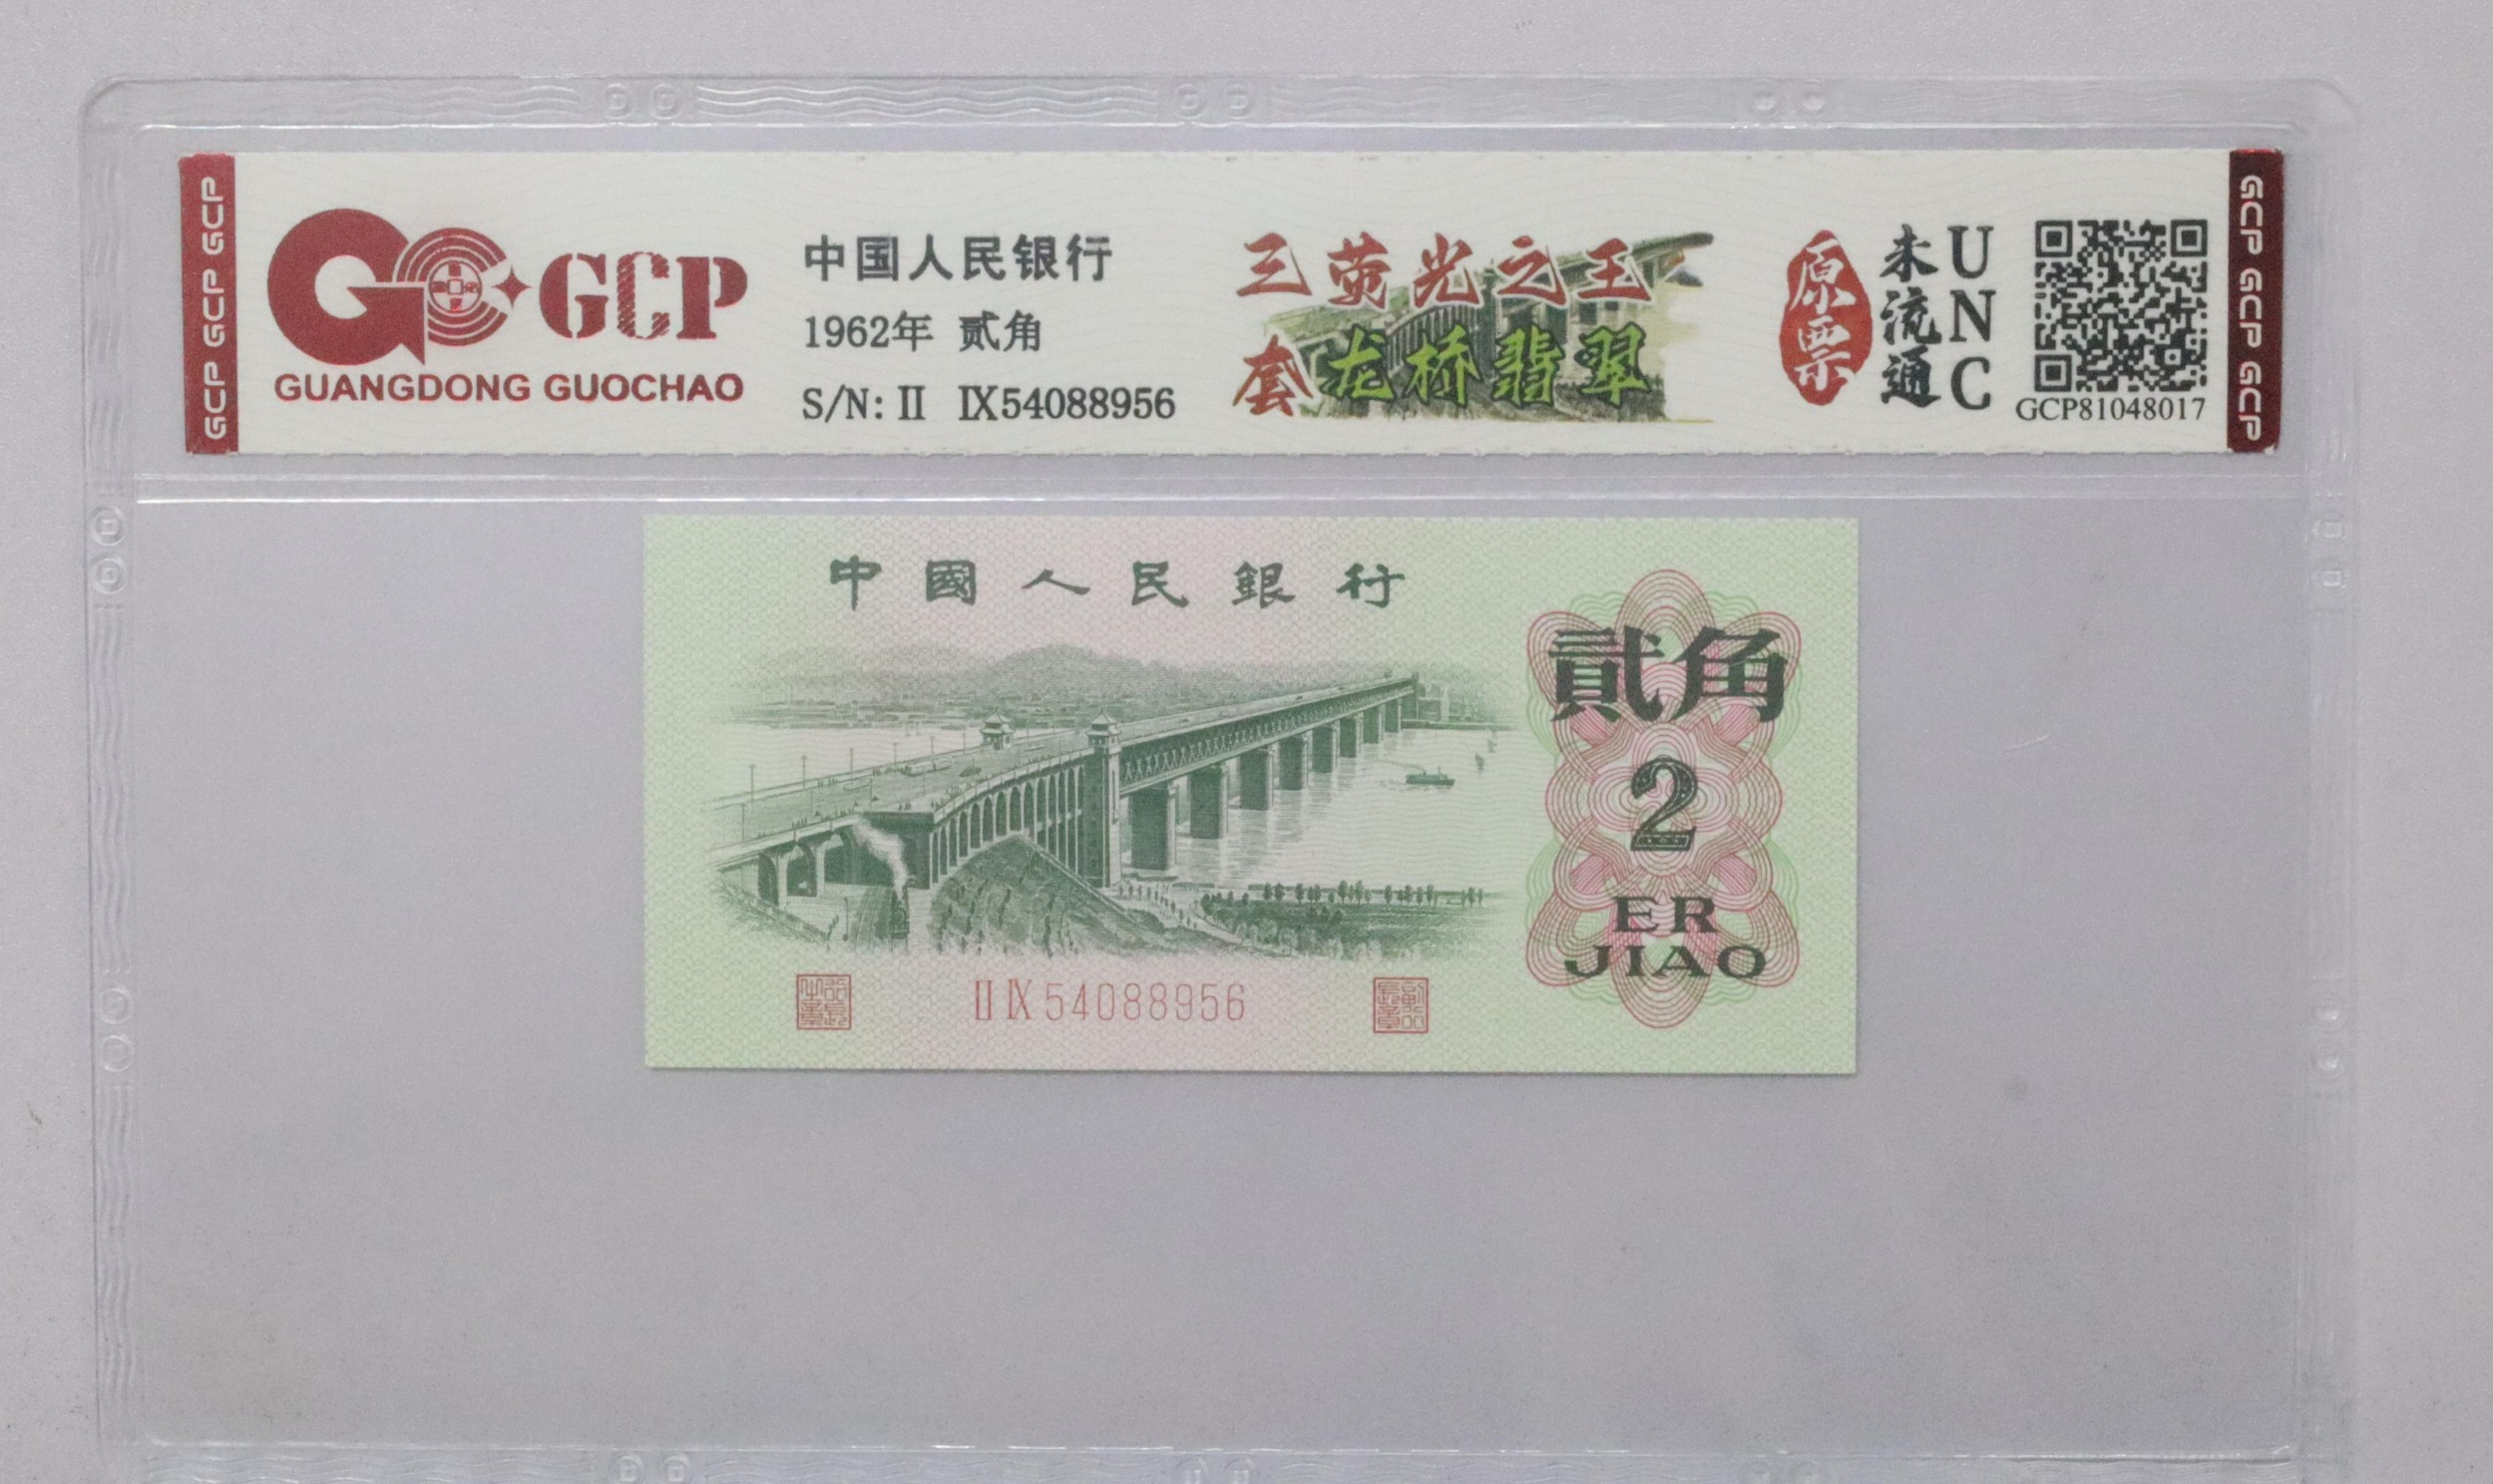 GCP GCP GCP
GCP
GUANGDONG GUOCHAO
中国人民银行
1962年 贰角
S/N: II IX54088956
三荧光之王
套龙桥翡翠
原票
未流通
UNC
GCP81048017
GCP GCP GCP
中國人民銀行
貳角
2
ER
JIAO
II IX 54088956